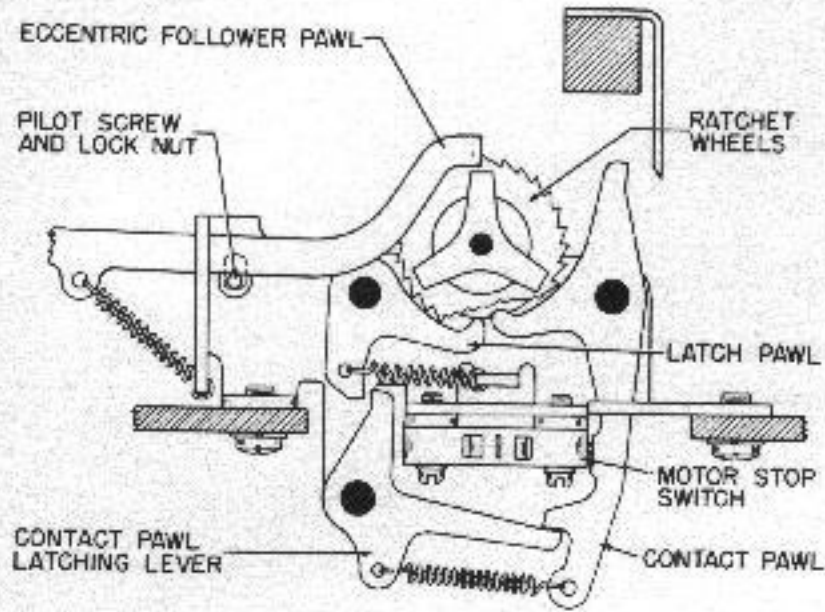 ECCENTRIC FOLLOWER PAWL
PILOT SCREW
AND LOCK NUT
RATCHET
WHEELS
LATCH PAWL
MOTOR STOP
SWITCH
CONTACT PAWL
LATCHING LEVER
CONTACT PAWL